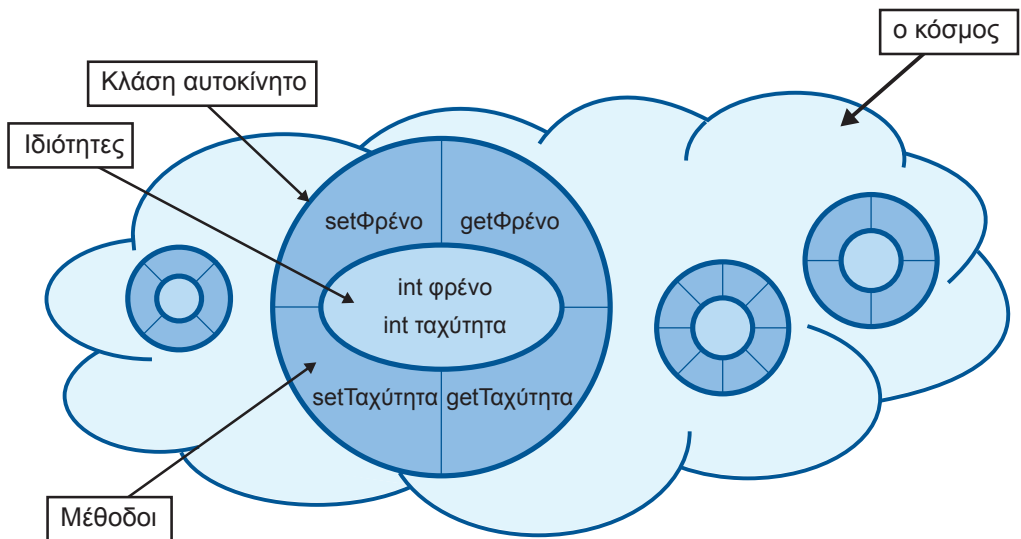 ο κόσμος
Κλάση αυτοκίνητο
Ιδιότητες
setΦρένο
getΦρένο
int φρένο
int ταχύτητα
setΤαχύτητα
getΤαχύτητα
Μέθοδοι